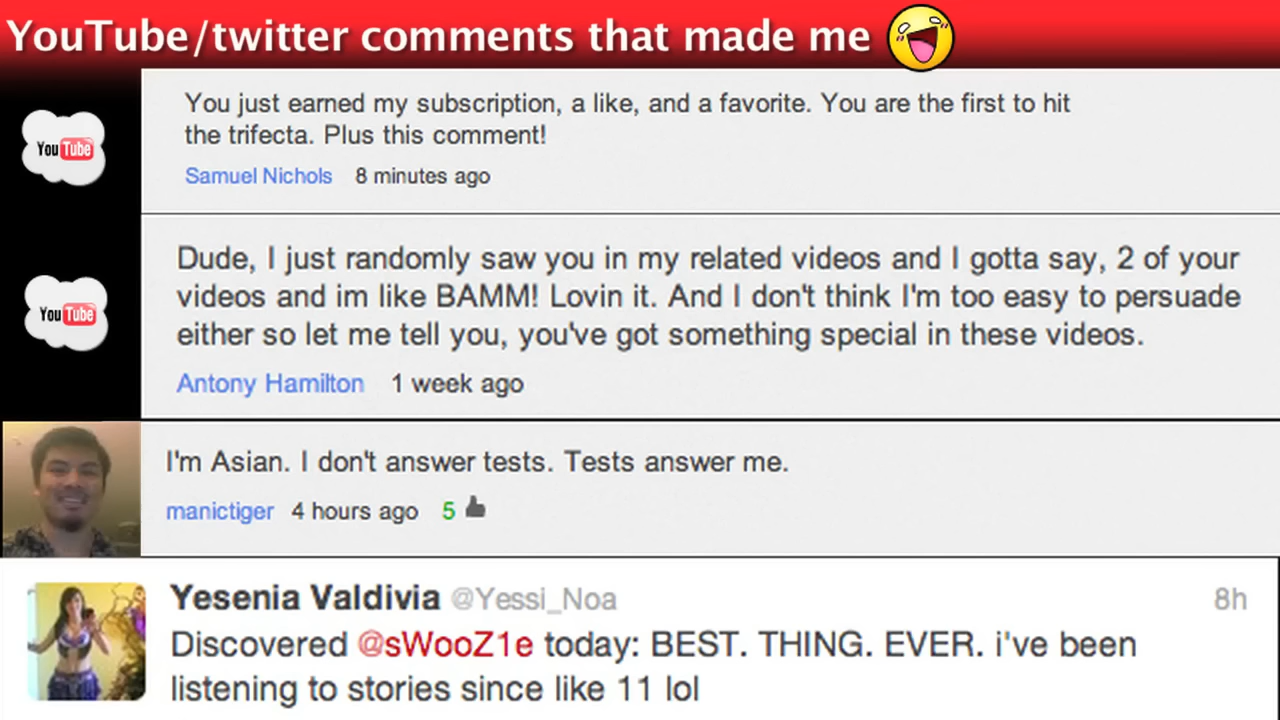 YouTube/twitter comments that made me
You just earned my subscription, a like, and a favorite. You are the first to hit
the trifecta. Plus this comment!
YouTube
Samuel Nichols 8 minutes ago
Dude, I just randomly saw you in my related videos and I gotta say, 2 of your
videos and im like BAMM! Lovin it. And I don't think I'm too easy to persuade
YouTube
either so let me tell you, you've got something special in these videos.
Antony Hamilton 1 week ago
I'm Asian. I don't answer tests. Tests answer me.
manictiger 4 hours ago 5
Yesenia Valdivia @Yessi_Noa 8h
Discovered @sWooZ1e today: BEST. THING. EVER. i've been
listening to stories since like 11 lol